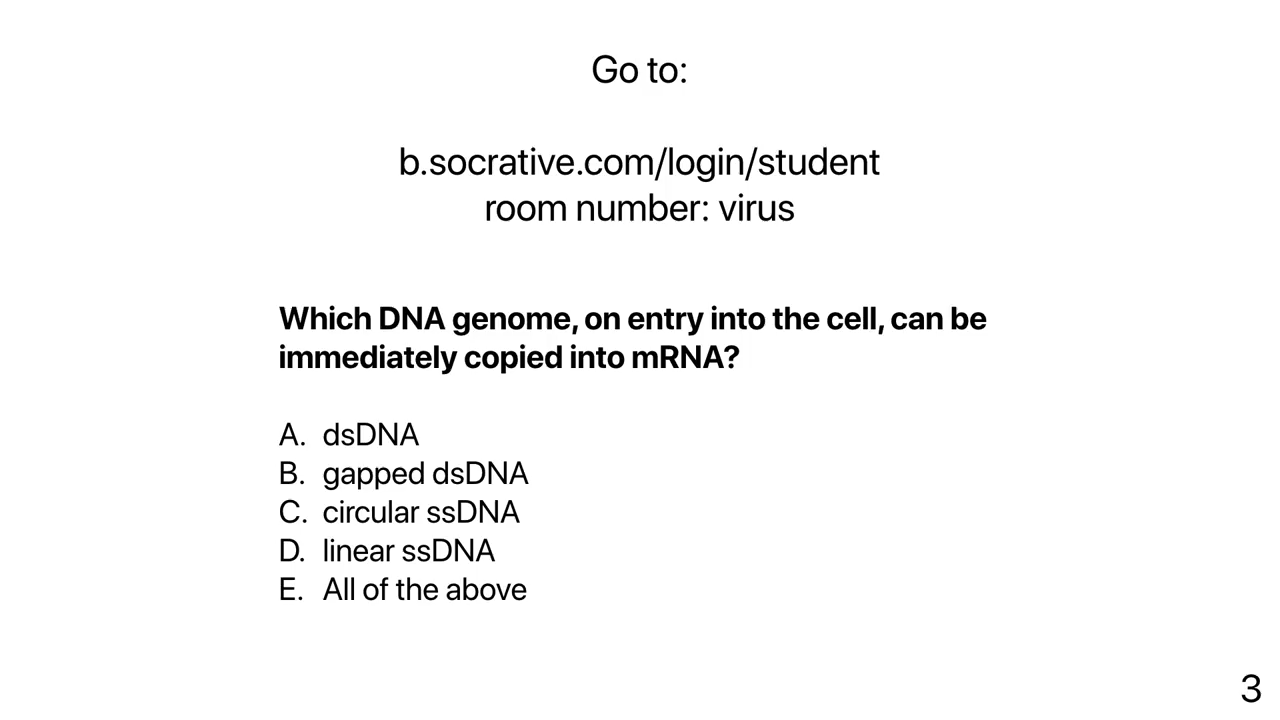 Go to:
b.socrative.com/login/student
room number: virus
Which DNA genome, on entry into the cell, can be
immediately copied into mRNA?
A. dsDNA
B. gapped dsDNA
C. circular ssDNA
D. linear ssDNA
E. All of the above
3